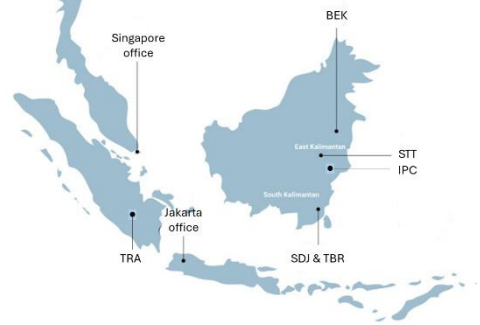 BEK
Singapore
office
East Kalimantan
STT
IPC
South Kalimantan
Jakarta
office
TRA
SDJ & TBR